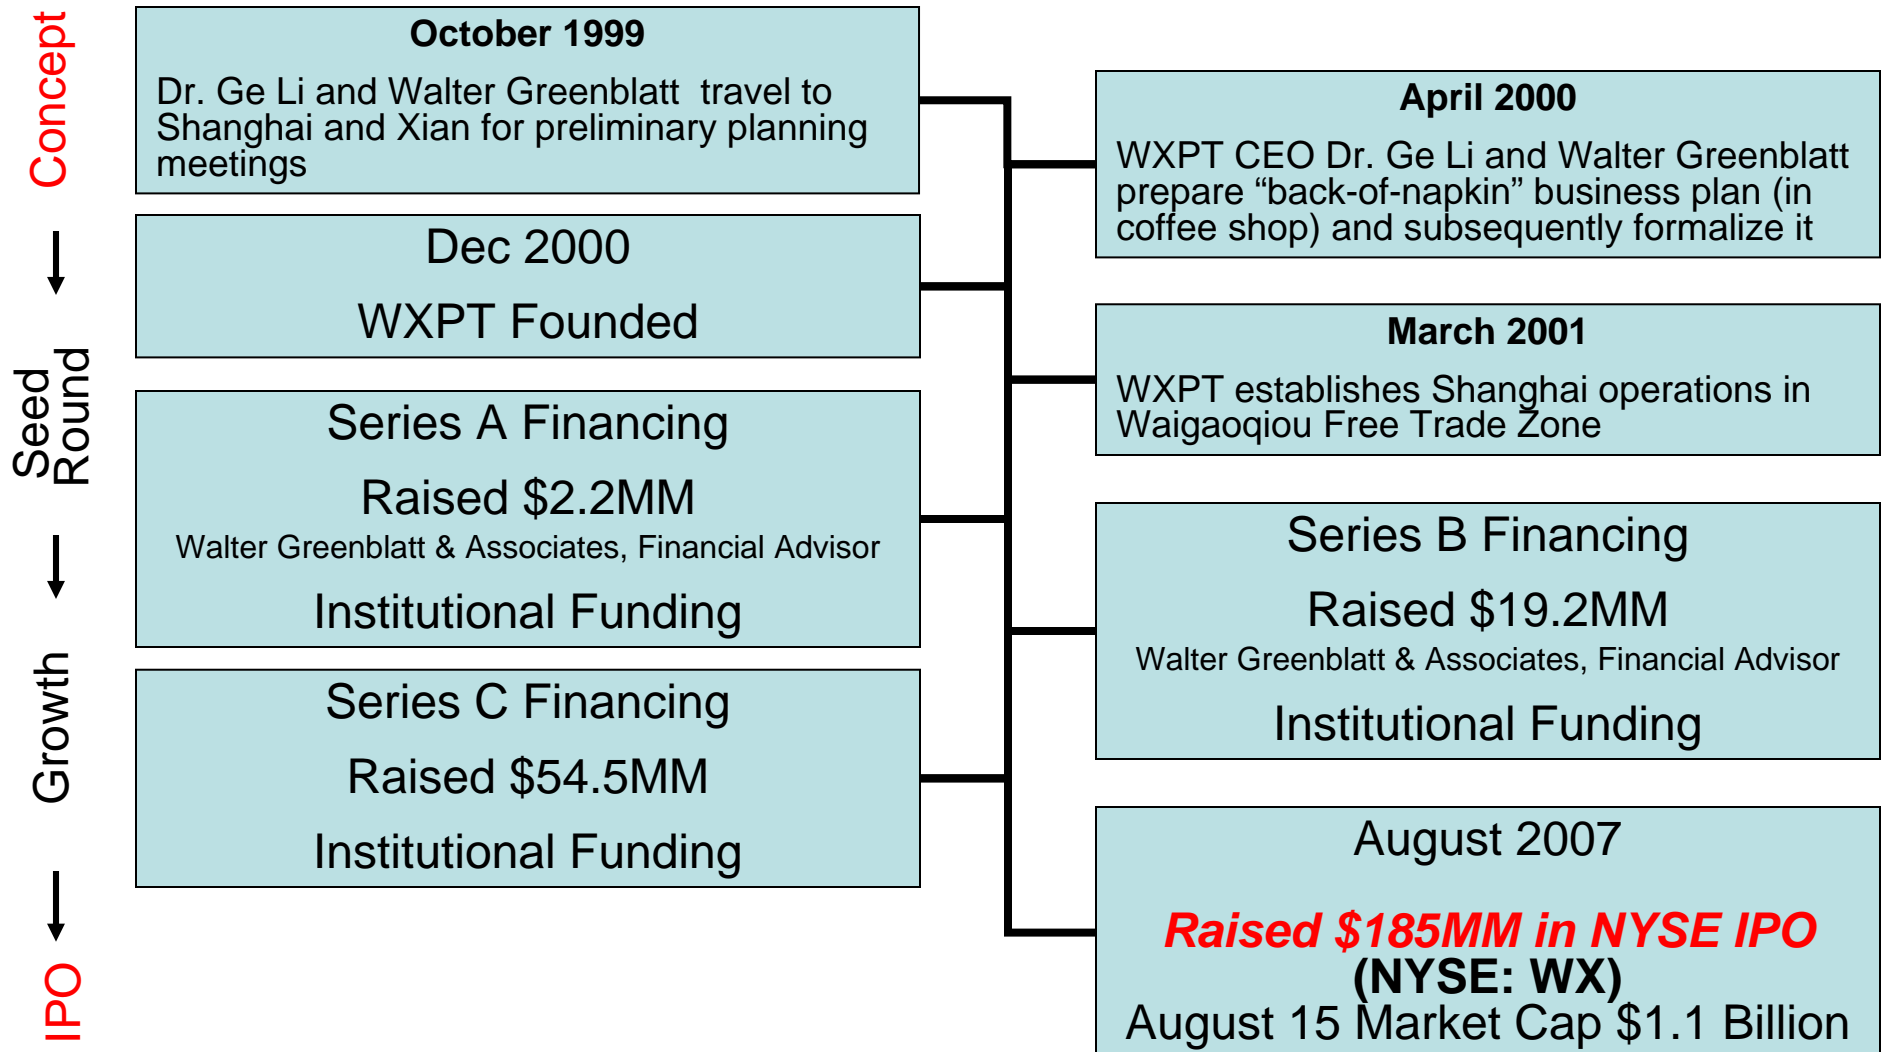 Concept
October 1999
Dr. Ge Li and Walter Greenblatt travel to
Shanghai and Xian for preliminary planning
meetings
April 2000
WXPT CEO Dr. Ge Li and Walter Greenblatt
prepare “back-of-napkin” business plan (in
coffee shop) and subsequently formalize it
Dec 2000
WXPT Founded
March 2001
WXPT establishes Shanghai operations in
Waigaoqiou Free Trade Zone
Seed
Round
Series A Financing
Raised $2.2MM
Walter Greenblatt & Associates, Financial Advisor
Institutional Funding
Series B Financing
Raised $19.2MM
Walter Greenblatt & Associates, Financial Advisor
Institutional Funding
Growth
Series C Financing
Raised $54.5MM
Institutional Funding
IPO
August 2007
Raised $185MM in NYSE IPO
(NYSE: WX)
August 15 Market Cap $1.1 Billion